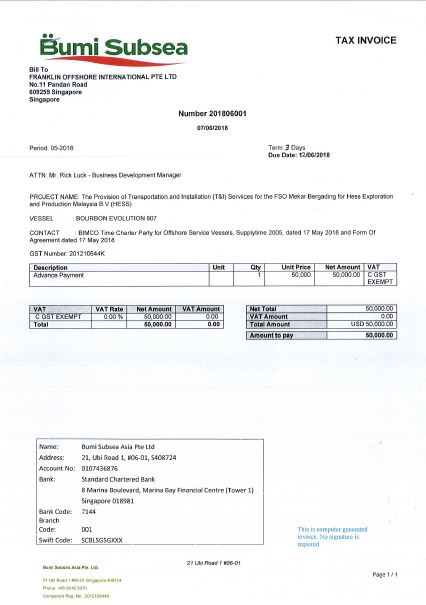 Bumi Subsea
TAX INVOICE
Bill To
FRANKLIN OFFSHORE INTERNATIONAL PTE LTD
No.11 Pandan Road
609259 Singapore
Singapore
Number 201806001
07/06/2018
Period: 05-2018
Term: 3 Days
Due Date: 12/06/2018
ATTN: Mr. Rick Luck - Business Development Manager
PROJECT NAME: The Provision of Transportation and Installation (T&I) Services for the FSO Mekar Bergading for Hess Exploration
and Production Malaysia B.V (HESS)
VESSEL : BOURBON EVOLUTION 807
CONTACT : BIMCO Time Charter Party for Offshore Service Vessels, Supplytime 2005, dated 17 May 2018 and Form Of
Agreement dated 17 May 2018
GST Number: 201210644K
Description Unit Qty Unit Price Net Amount VAT
Advance Payment 1 50,000 50,000.00 C GST
EXEMPT
VAT VAT Rate Net Amount VAT Amount
C GST EXEMPT 0.00 % 50,000.00 0.00
Total 50,000.00 0.00
Net Total 50,000.00
VAT Amount 0.00
Total Amount USD 50,000.00
Amount to pay 50,000.00
Name: Bumi Subsea Asia Pte Ltd
Address: 21, Ubi Road 1, #06-01, S408724
Account No: 0107436876
Bank: Standard Chartered Bank
8 Marina Boulevard, Marina Bay Financial Centre (Tower 1)
Singapore 018981
Bank Code: 7144
Branch
Code: 001
Swift Code: SCBLSGSGXXX
This is computer generated
invoice. No signature is
required.
21 Ubi Road 1 #06-01
Bumi Subsea Asia Pte. Ltd.
21 Ubi Road 1 #06-01 Singapore 408724
Phone: +65 6542 5970
Company's Reg. No.: 201210644K
Page 1 / 1